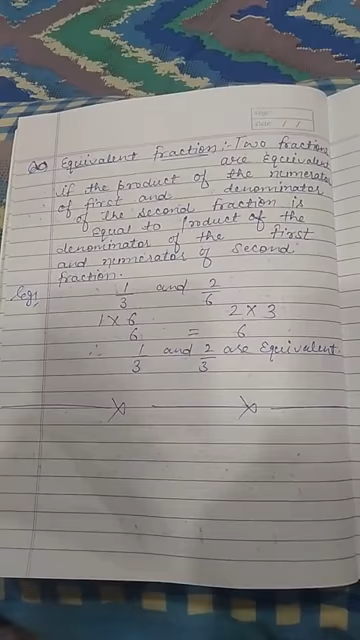 Equivalent fraction :- Two fractions
are Equivalent
if the product of the numerator
of first and denominator
of the second fraction is
equal to Product of the
denominator of the first
and numerator of second
fraction.
Eg: 1/3 and 2/6
1 × 6 2 × 3
6 = 6
∴ 1/3 and 2/3 are Equivalent.